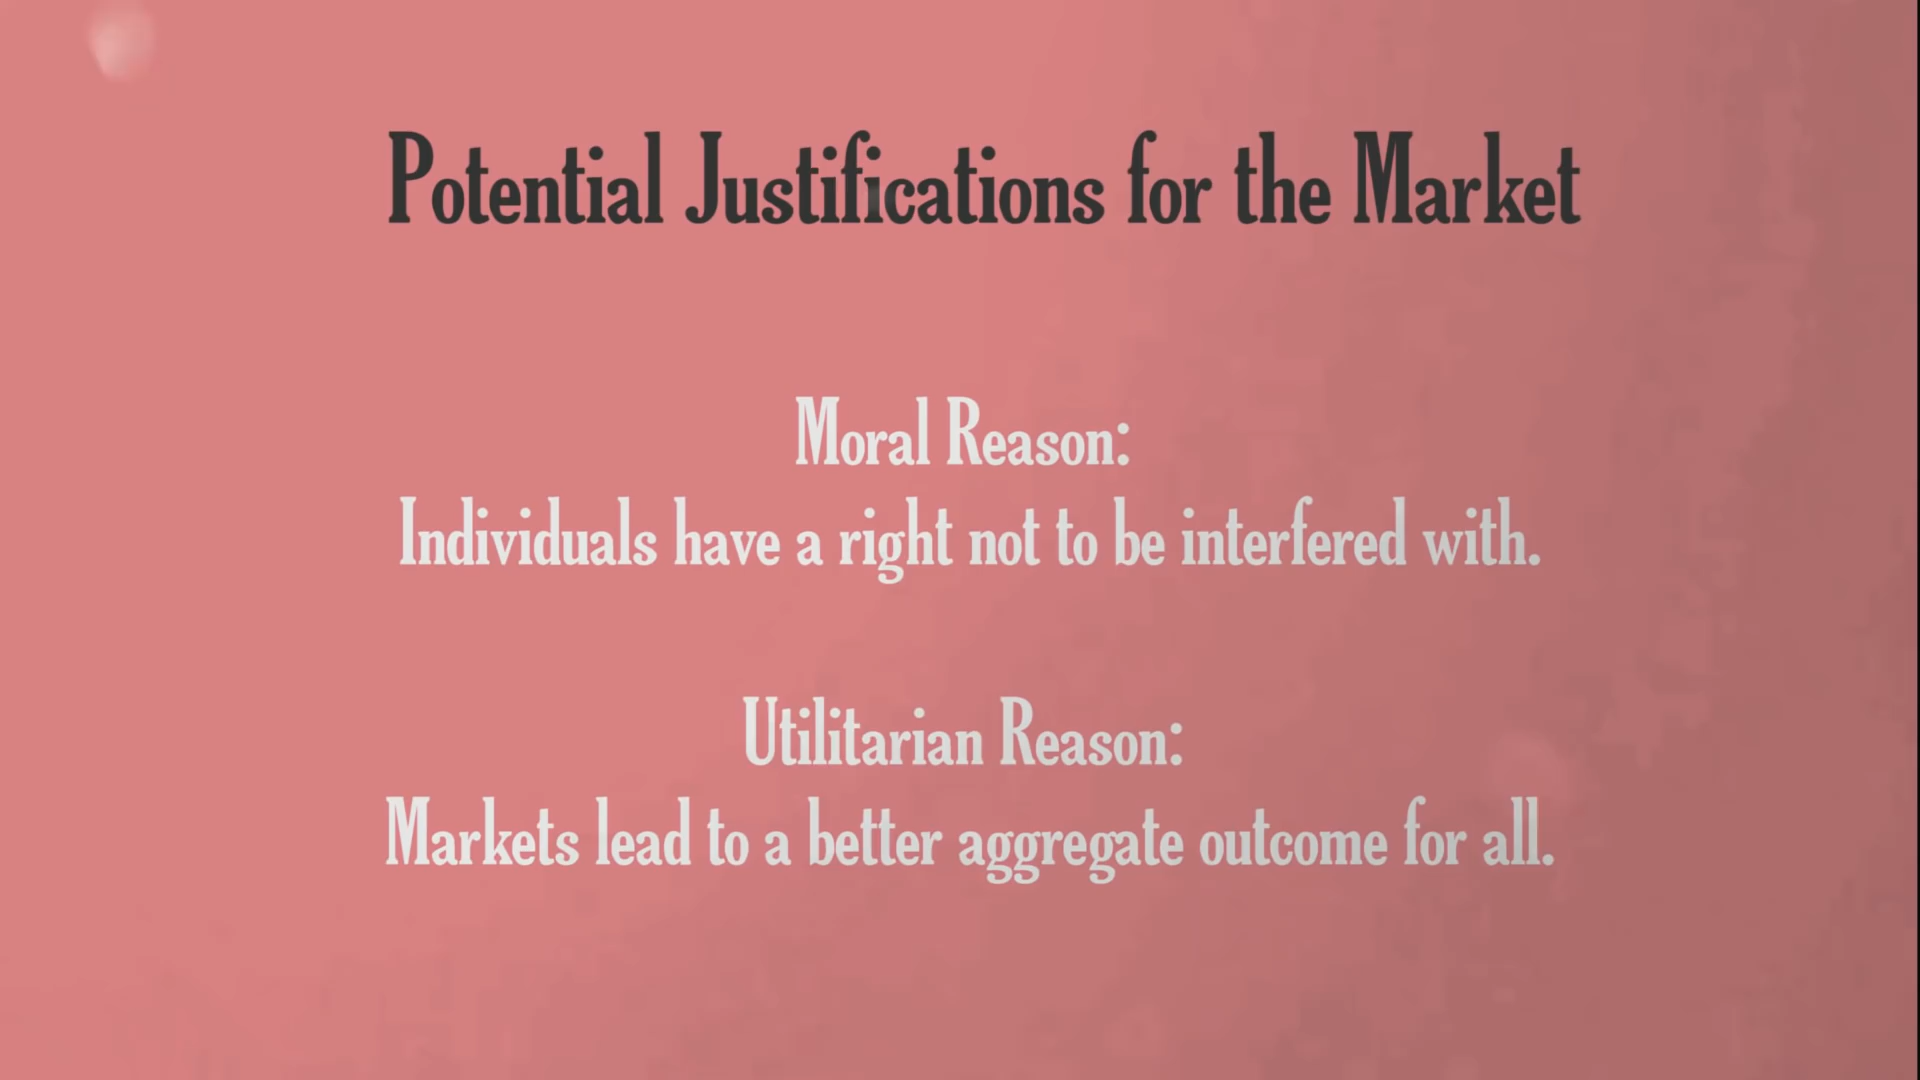 Potential Justifications for the Market
Moral Reason:
Individuals have a right not to be interfered with.
Utilitarian Reason:
Markets lead to a better aggregate outcome for all.